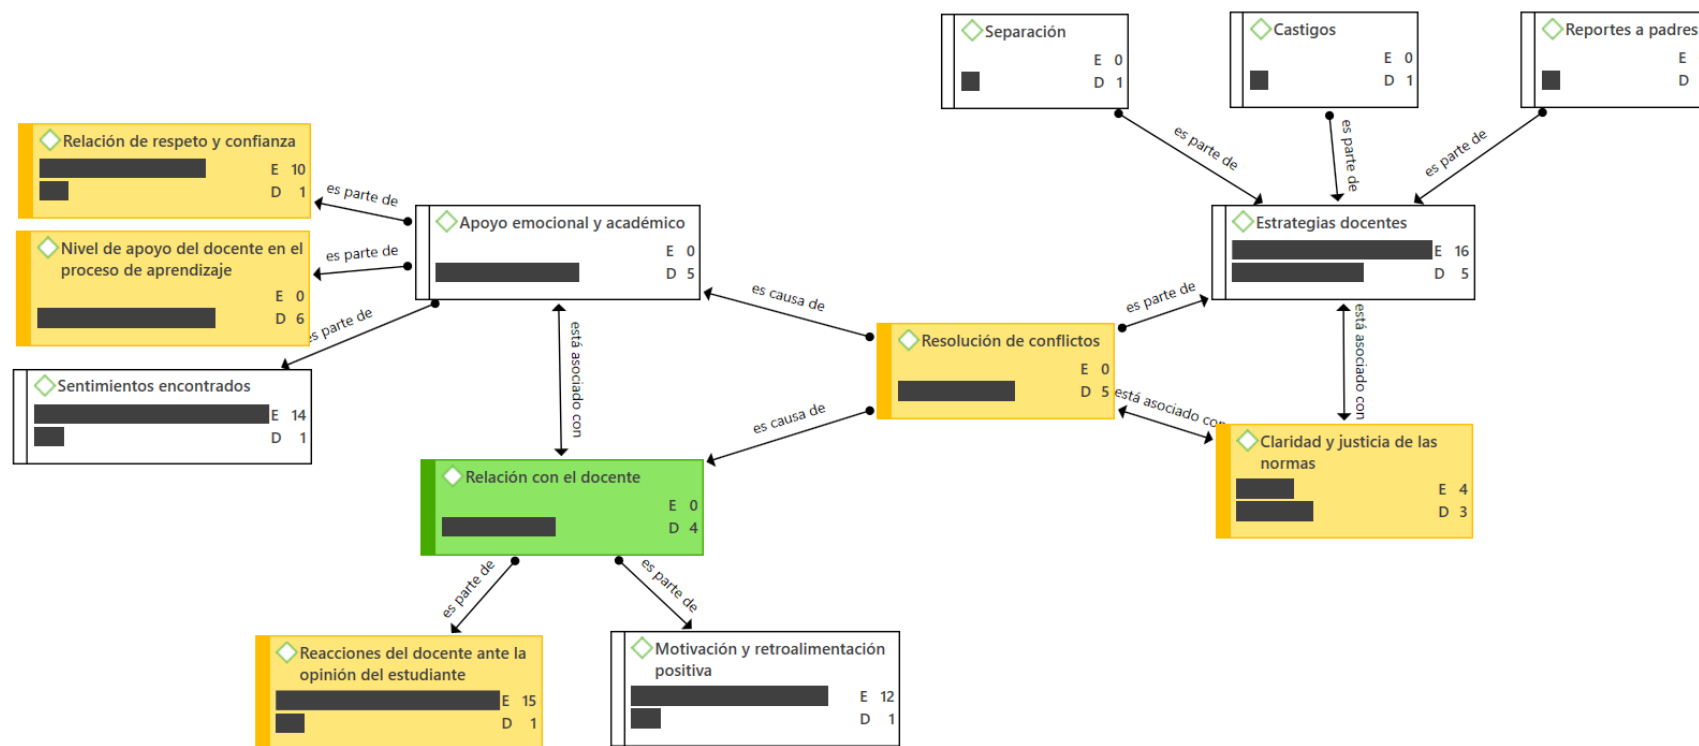 Separación
E 0
D 1
Castigos
E 0
D 1
Reportes a padres
E
D
es parte de
es parte de
es parte de
Relación de respeto y confianza
E 10
D 1
es parte de
Nivel de apoyo del docente en el
proceso de aprendizaje
E 0
D 6
es parte de
es parte de
Sentimientos encontrados
E 14
D 1
Apoyo emocional y académico
E 0
D 5
está asociado con
es causa de
es causa de
Resolución de conflictos
E 0
D 5
es parte de
Estrategias docentes
E 16
D 5
está asociado con
está asociado con
Claridad y justicia de las
normas
E 4
D 3
Relación con el docente
E 0
D 4
es parte de
es parte de
Reacciones del docente ante la
opinión del estudiante
E 15
D 1
Motivación y retroalimentación
positiva
E 12
D 1